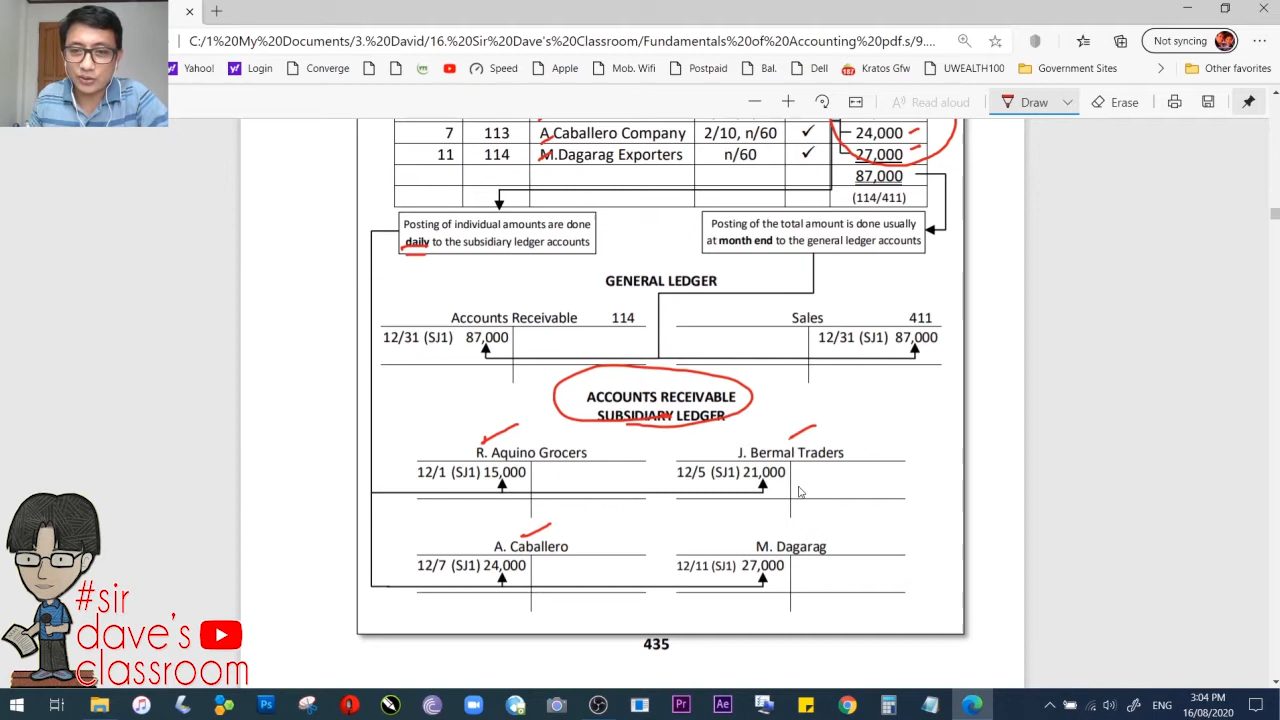 C:/1%20My%20Documents/3.%20David/16.%20Sir%20Dave's%20Classroom/Fundamentals%20of%20Accounting%20pdf.s/9....
Not syncing
Yahoo!
Login
Converge
Speed
Apple
Mob. Wifi
Postpaid
Bal.
Dell
Kratos Gfw
UWEALTH100
Government Sites
Other favorites
Read aloud
Draw
Erase
7 113 A.Caballero Company 2/10, n/60 ✓ 24,000
11 114 M.Dagarag Exporters n/60 ✓ 27,000
87,000
(114/411)
Posting of individual amounts are done
daily to the subsidiary ledger accounts
Posting of the total amount is done usually
at month end to the general ledger accounts
GENERAL LEDGER
Accounts Receivable 114
12/31 (SJ1) 87,000
Sales 411
12/31 (SJ1) 87,000
ACCOUNTS RECEIVABLE
SUBSIDIARY LEDGER
R. Aquino Grocers
12/1 (SJ1) 15,000
J. Bermal Traders
12/5 (SJ1) 21,000
A. Caballero
12/7 (SJ1) 24,000
M. Dagarag
12/11 (SJ1) 27,000
435
#sir
dave's
classroom
Pr
Ae
Ps
ENG
3:04 PM
16/08/2020